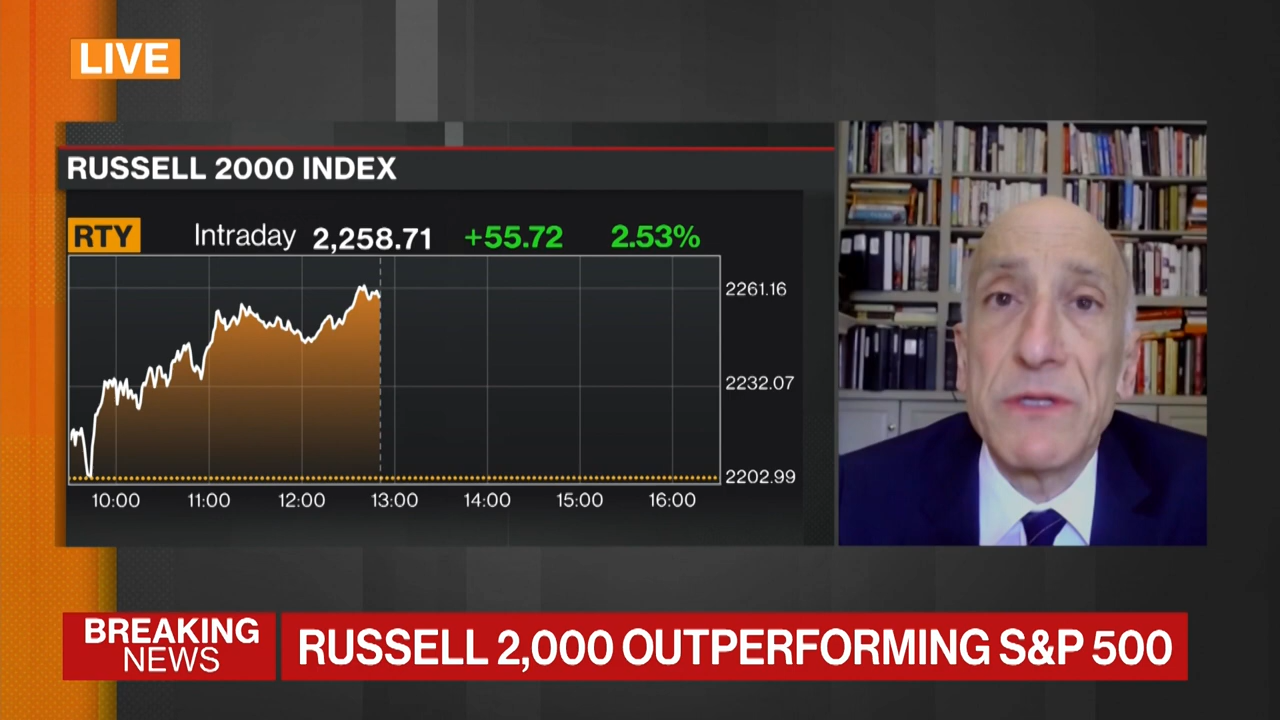 LIVE
RUSSELL 2000 INDEX
RTY Intraday 2,258.71 +55.72 2.53%
2261.16
2232.07
2202.99
10:00 11:00 12:00 13:00 14:00 15:00 16:00
BREAKING
NEWS
RUSSELL 2,000 OUTPERFORMING S&P 500